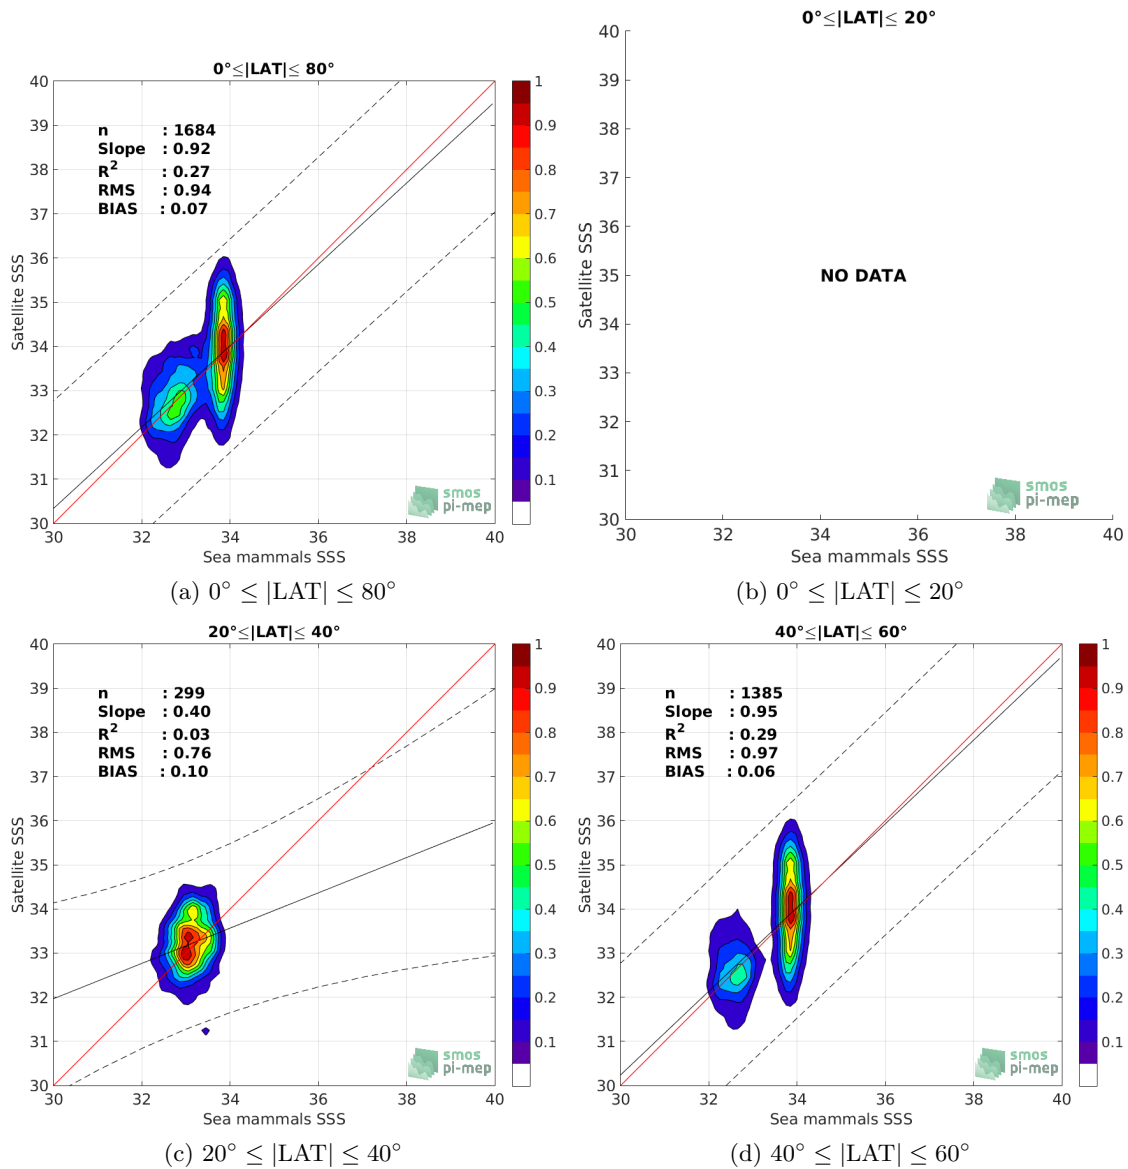 0°≤|LAT|≤ 80°
n : 1684
Slope : 0.92
R² : 0.27
RMS : 0.94
BIAS : 0.07
40
39
38
37
36
35
34
33
32
31
30
Satellite SSS
30 32 34 36 38 40
Sea mammals SSS
1
0.9
0.8
0.7
0.6
0.5
0.4
0.3
0.2
0.1
smos
pi-mep
(a) 0° ≤ |LAT| ≤ 80°
0°≤|LAT|≤ 20°
40
39
38
37
36
35
34
33
32
31
30
Satellite SSS
NO DATA
30 32 34 36 38 40
Sea mammals SSS
smos
pi-mep
(b) 0° ≤ |LAT| ≤ 20°
20°≤|LAT|≤ 40°
n : 299
Slope : 0.40
R² : 0.03
RMS : 0.76
BIAS : 0.10
40
39
38
37
36
35
34
33
32
31
30
Satellite SSS
30 32 34 36 38 40
Sea mammals SSS
1
0.9
0.8
0.7
0.6
0.5
0.4
0.3
0.2
0.1
smos
pi-mep
(c) 20° ≤ |LAT| ≤ 40°
40°≤|LAT|≤ 60°
n : 1385
Slope : 0.95
R² : 0.29
RMS : 0.97
BIAS : 0.06
40
39
38
37
36
35
34
33
32
31
30
Satellite SSS
30 32 34 36 38 40
Sea mammals SSS
1
0.9
0.8
0.7
0.6
0.5
0.4
0.3
0.2
0.1
smos
pi-mep
(d) 40° ≤ |LAT| ≤ 60°